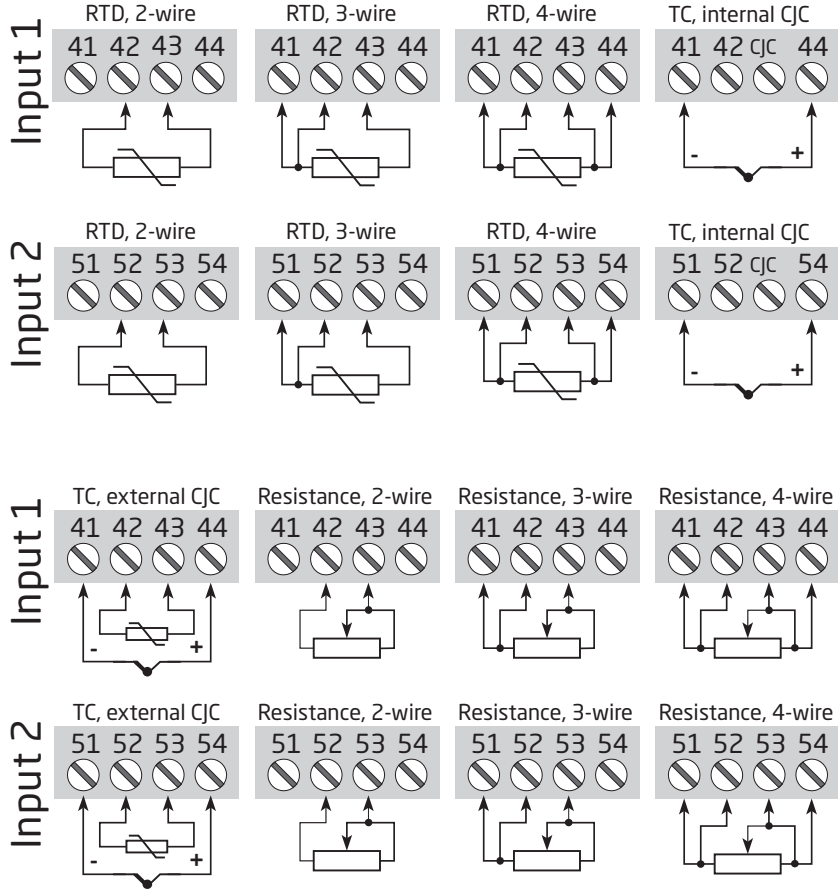 Input 1
RTD, 2-wire
41 42 43 44
RTD, 3-wire
41 42 43 44
RTD, 4-wire
41 42 43 44
TC, internal CJC
41 42 CJC 44
- +
Input 2
RTD, 2-wire
51 52 53 54
RTD, 3-wire
51 52 53 54
RTD, 4-wire
51 52 53 54
TC, internal CJC
51 52 CJC 54
- +
Input 1
TC, external CJC
41 42 43 44
- +
Resistance, 2-wire
41 42 43 44
Resistance, 3-wire
41 42 43 44
Resistance, 4-wire
41 42 43 44
Input 2
TC, external CJC
51 52 53 54
- +
Resistance, 2-wire
51 52 53 54
Resistance, 3-wire
51 52 53 54
Resistance, 4-wire
51 52 53 54